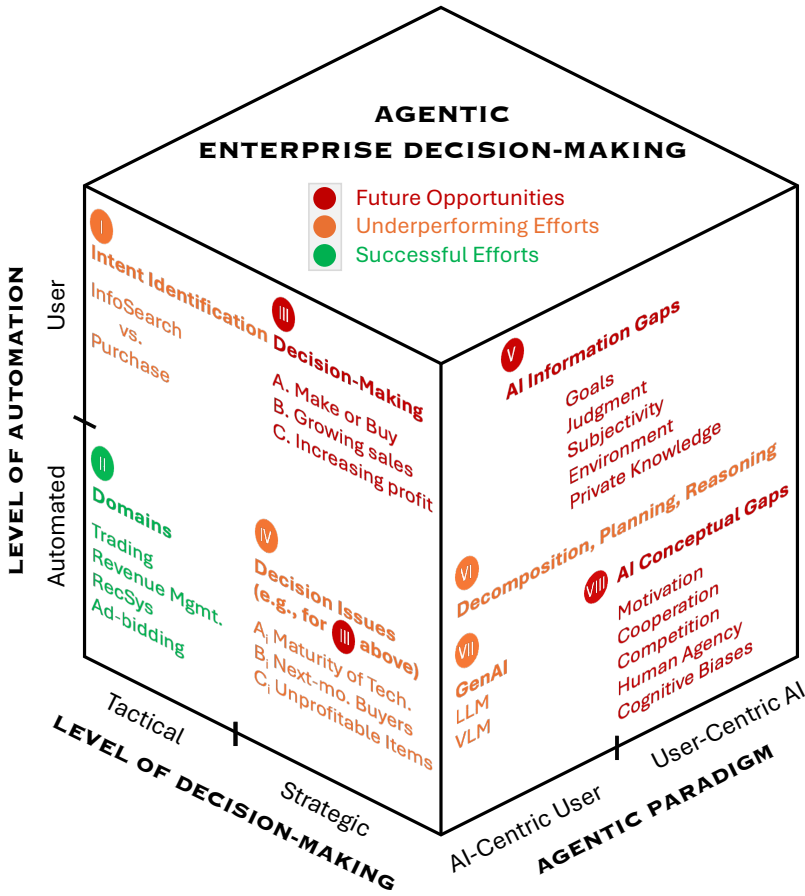 AGENTIC
ENTERPRISE DECISION-MAKING
Future Opportunities
Underperforming Efforts
Successful Efforts
LEVEL OF AUTOMATION
User
Automated
I
Intent Identification
InfoSearch
vs.
Purchase
III
Decision-Making
A. Make or Buy
B. Growing sales
C. Increasing profit
II
Domains
Trading
Revenue Mgmt.
RecSys
Ad-bidding
IV
Decision Issues
(e.g., for III above)
Ai Maturity of Tech.
Bi Next-mo. Buyers
Ci Unprofitable Items
V
AI Information Gaps
Goals
Judgment
Subjectivity
Environment
Private Knowledge
VI
Decomposition, Planning, Reasoning
VII
GenAI
LLM
VLM
VIII
AI Conceptual Gaps
Motivation
Cooperation
Competition
Human Agency
Cognitive Biases
Tactical
Strategic
LEVEL OF DECISION-MAKING
AI-Centric User
User-Centric AI
AGENTIC PARADIGM